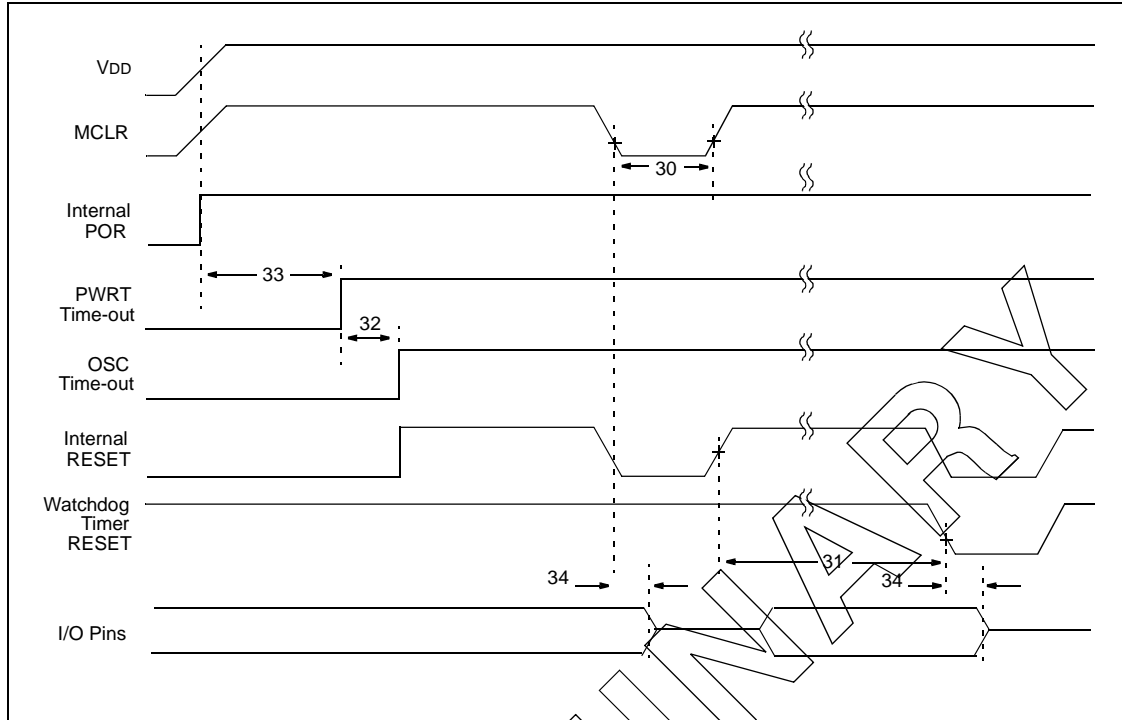 VDD
MCLR
30
Internal
POR
33
PWRT
Time-out
32
OSC
Time-out
Internal
RESET
Watchdog
Timer
RESET
31
34
34
I/O Pins
INARY